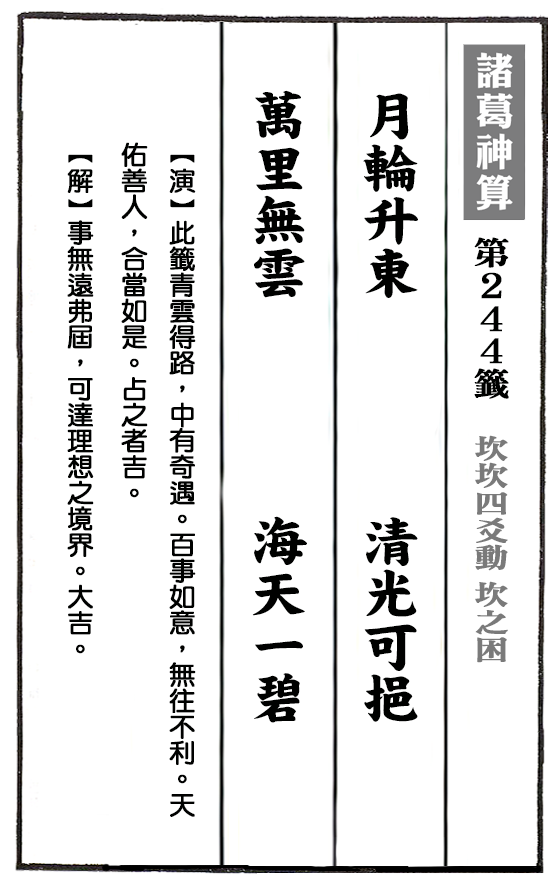 諸葛神算 第244籤 坎坎四爻動 坎之困
月輪升東 清光可挹
萬里無雲 海天一碧
【演】此籤青雲得路，中有奇遇。百事如意，無往不利。天
佑善人，合當如是。占之者吉。
【解】事無遠弗屆，可達理想之境界。大吉。